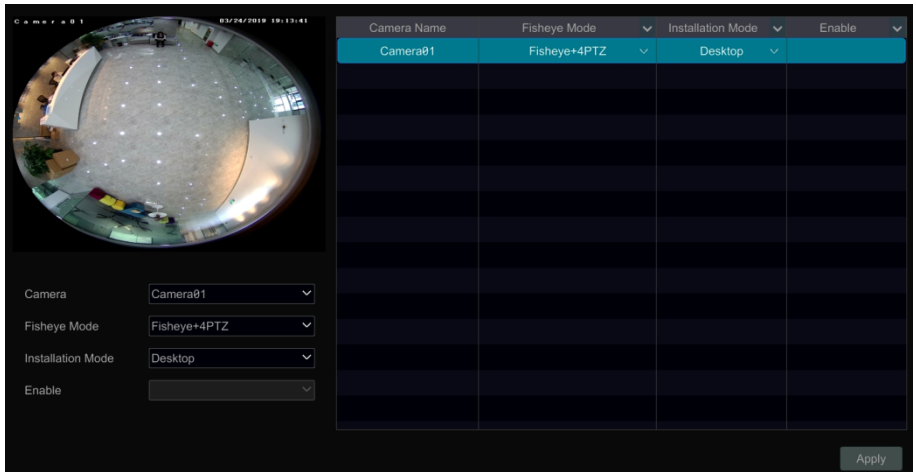 Camera01 03/24/2019 19:13:41
Camera Name Fisheye Mode Installation Mode Enable
Camera01 Fisheye+4PTZ Desktop
Camera Camera01
Fisheye Mode Fisheye+4PTZ
Installation Mode Desktop
Enable
Apply